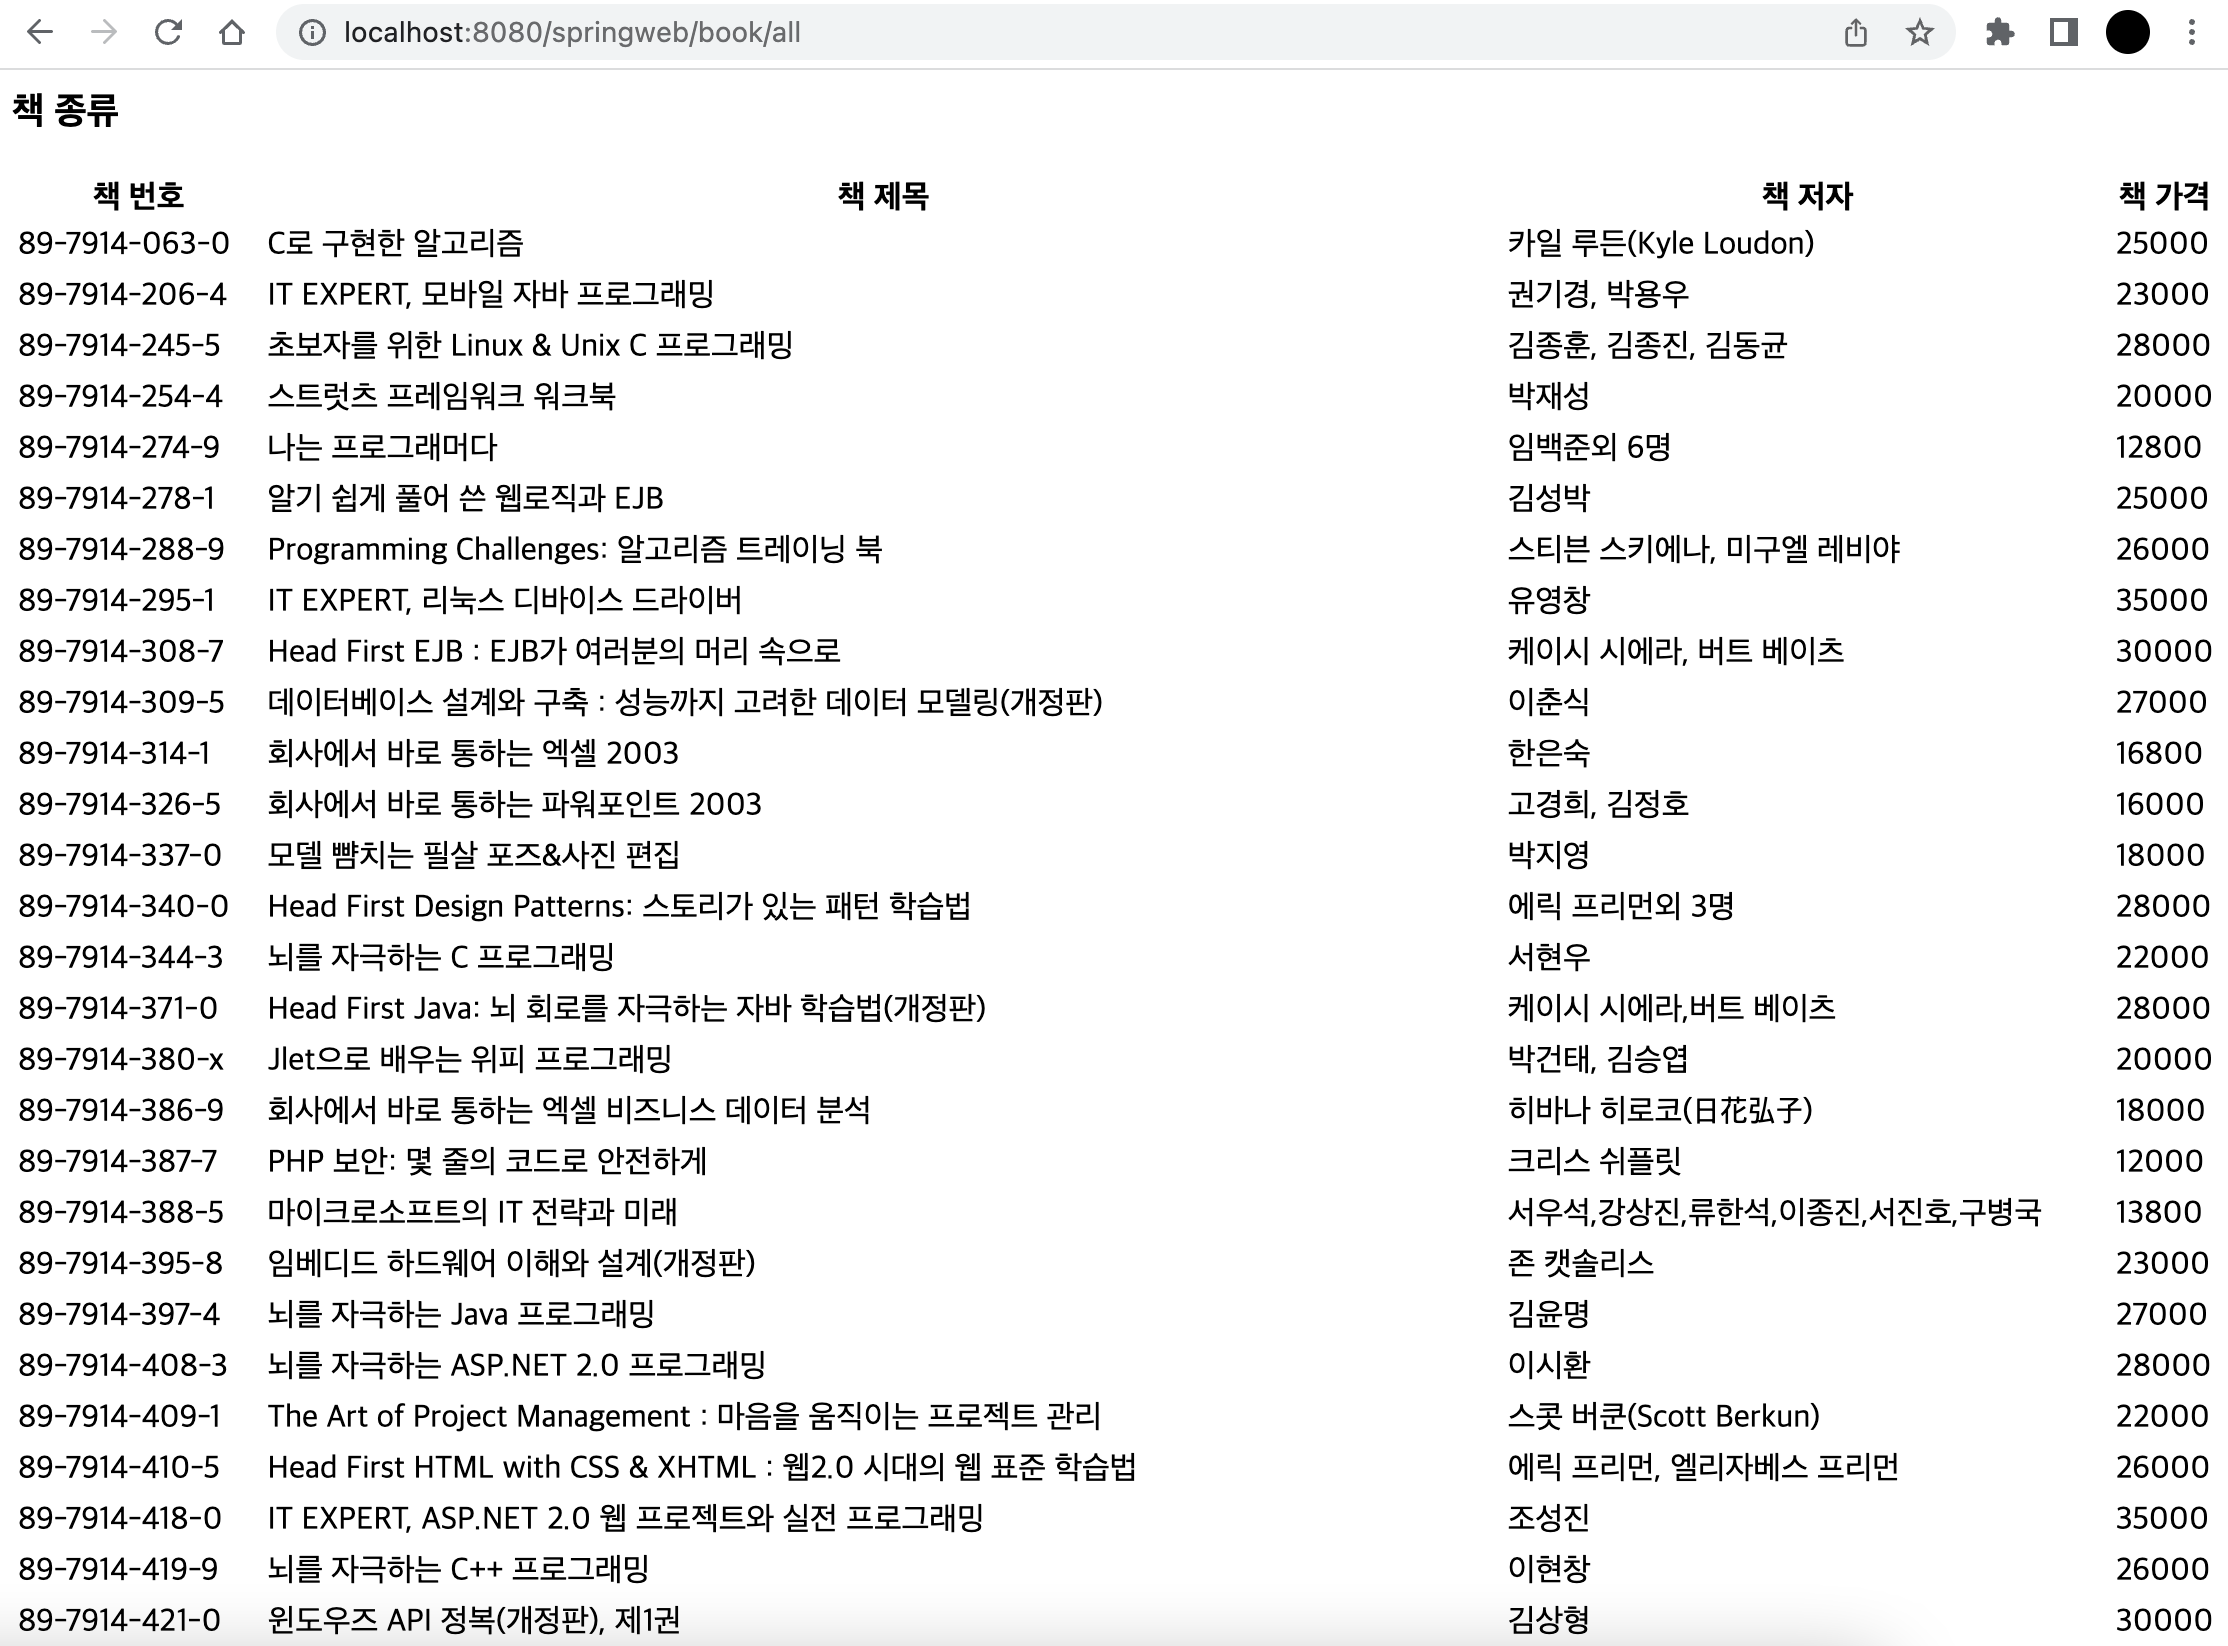 localhost:8080/springweb/book/all
책 종류
책 번호 책 제목 책 저자 책 가격
89-7914-063-0 C로 구현한 알고리즘 카일 루든(Kyle Loudon) 25000
89-7914-206-4 IT EXPERT, 모바일 자바 프로그래밍 권기경, 박용우 23000
89-7914-245-5 초보자를 위한 Linux & Unix C 프로그래밍 김종훈, 김종진, 김동균 28000
89-7914-254-4 스트럿츠 프레임워크 워크북 박재성 20000
89-7914-274-9 나는 프로그래머다 임백준외 6명 12800
89-7914-278-1 알기 쉽게 풀어 쓴 웹로직과 EJB 김성박 25000
89-7914-288-9 Programming Challenges: 알고리즘 트레이닝 북 스티븐 스키에나, 미구엘 레비야 26000
89-7914-295-1 IT EXPERT, 리눅스 디바이스 드라이버 유영창 35000
89-7914-308-7 Head First EJB : EJB가 여러분의 머리 속으로 케이시 시에라, 버트 베이츠 30000
89-7914-309-5 데이터베이스 설계와 구축 : 성능까지 고려한 데이터 모델링(개정판) 이춘식 27000
89-7914-314-1 회사에서 바로 통하는 엑셀 2003 한은숙 16800
89-7914-326-5 회사에서 바로 통하는 파워포인트 2003 고경희, 김정호 16000
89-7914-337-0 모델 뺨치는 필살 포즈&사진 편집 박지영 18000
89-7914-340-0 Head First Design Patterns: 스토리가 있는 패턴 학습법 에릭 프리먼외 3명 28000
89-7914-344-3 뇌를 자극하는 C 프로그래밍 서현우 22000
89-7914-371-0 Head First Java: 뇌 회로를 자극하는 자바 학습법(개정판) 케이시 시에라,버트 베이츠 28000
89-7914-380-x Jlet으로 배우는 위피 프로그래밍 박건태, 김승엽 20000
89-7914-386-9 회사에서 바로 통하는 엑셀 비즈니스 데이터 분석 히바나 히로코(日花弘子) 18000
89-7914-387-7 PHP 보안: 몇 줄의 코드로 안전하게 크리스 쉬플릿 12000
89-7914-388-5 마이크로소프트의 IT 전략과 미래 서우석,강상진,류한석,이종진,서진호,구병국 13800
89-7914-395-8 임베디드 하드웨어 이해와 설계(개정판) 존 캣솔리스 23000
89-7914-397-4 뇌를 자극하는 Java 프로그래밍 김윤명 27000
89-7914-408-3 뇌를 자극하는 ASP.NET 2.0 프로그래밍 이시환 28000
89-7914-409-1 The Art of Project Management : 마음을 움직이는 프로젝트 관리 스콧 버쿤(Scott Berkun) 22000
89-7914-410-5 Head First HTML with CSS & XHTML : 웹2.0 시대의 웹 표준 학습법 에릭 프리먼, 엘리자베스 프리먼 26000
89-7914-418-0 IT EXPERT, ASP.NET 2.0 웹 프로젝트와 실전 프로그래밍 조성진 35000
89-7914-419-9 뇌를 자극하는 C++ 프로그래밍 이현창 26000
89-7914-421-0 윈도우즈 API 정복(개정판), 제1권 김상형 30000